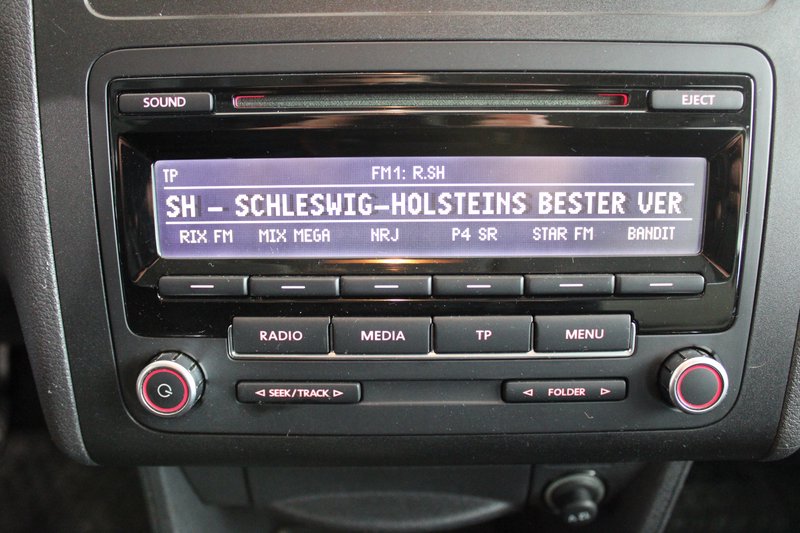 SOUND EJECT
TP FM1: R.SH
SH - SCHLESWIG-HOLSTEINS BESTER VER
RIX FM MIX MEGA NRJ P4 SR STAR FM BANDIT
RADIO MEDIA TP MENU
SEEK/TRACK FOLDER